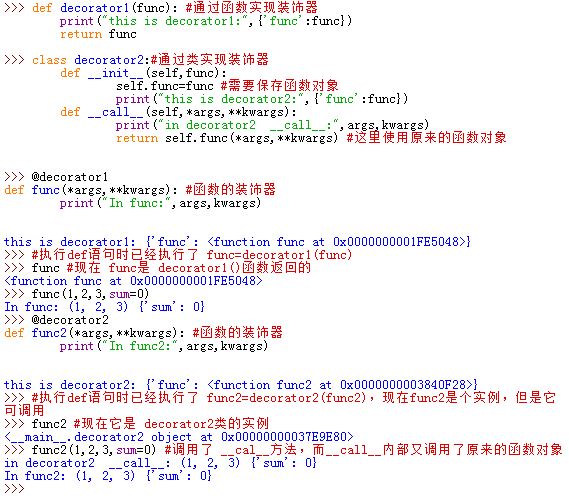 >>> def decorator1(func): #通过函数实现装饰器
print("this is decorator1:",{'func':func})
return func
>>> class decorator2:#通过类实现装饰器
def __init__(self,func):
self.func=func #需要保存函数对象
print("this is decorator2:",{'func':func})
def __call__(self,*args,**kwargs):
print("in decorator2  __call__:",args,kwargs)
return self.func(*args,**kwargs) #这里使用原来的函数对象
>>> @decorator1
def func(*args,**kwargs): #函数的装饰器
print("In func:",args,kwargs)
this is decorator1: {'func': <function func at 0x0000000001FE5048>}
>>> #执行def语句时已经执行了 func=decorator1(func)
>>> func #现在 func是 decorator1()函数返回的
<function func at 0x0000000001FE5048>
>>> func(1,2,3,sum=0)
In func: (1, 2, 3) {'sum': 0}
>>> @decorator2
def func2(*args,**kwargs): #函数的装饰器
print("In func2:",args,kwargs)
this is decorator2: {'func': <function func2 at 0x0000000003840F28>}
>>> #执行def语句时已经执行了 func2=decorator2(func2)，现在func2是个实例，但是它
可调用
>>> func2 #现在它是 decorator2类的实例
<__main__.decorator2 object at 0x00000000037E9E80>
>>> func2(1,2,3,sum=0) #调用了 __cal__方法，而__call__内部又调用了原来的函数对象
in decorator2  __call__: (1, 2, 3) {'sum': 0}
In func2: (1, 2, 3) {'sum': 0}
>>>